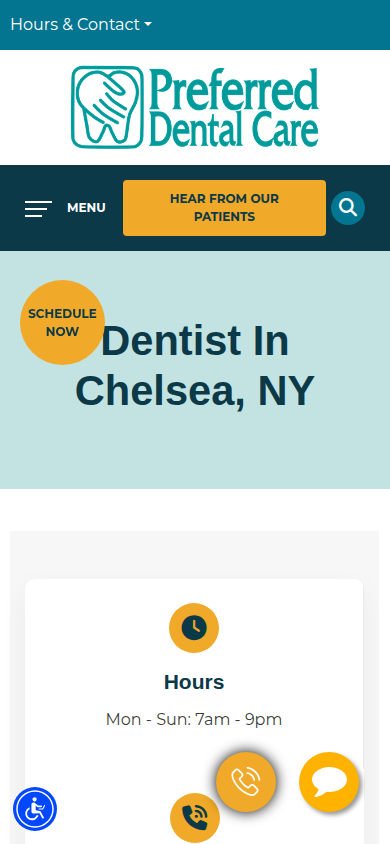 Hours & Contact
Preferred
Dental Care
MENU
HEAR FROM OUR
PATIENTS
SCHEDULE
NOW
Dentist In
Chelsea, NY
Hours
Mon - Sun: 7am - 9pm